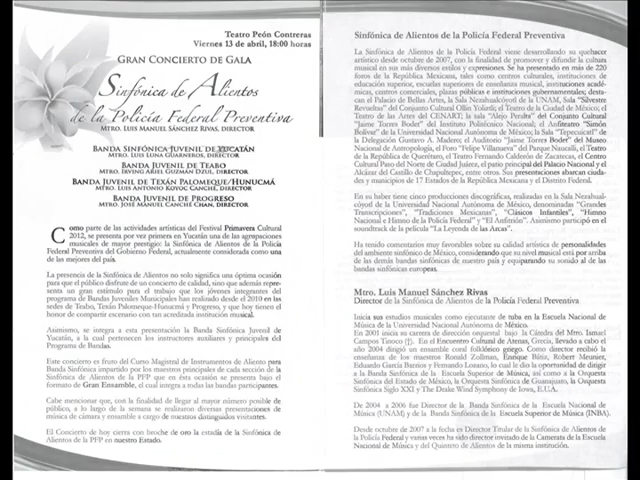 Teatro Peón Contreras
Viernes 13 de abril, 18:00 horas
GRAN CONCIERTO DE GALA
Sinfónica de Alientos
de la Policía Federal Preventiva
MTRO. LUIS MANUEL SÁNCHEZ RIVAS, DIRECTOR
BANDA SINFÓNICA JUVENIL DE YUCATÁN
MTRO. LUIS LUNA GUARNEROS, DIRECTOR
BANDA JUVENIL DE TEABO
MTRO. IRVING ARIEL GUZMÁN DZUL, DIRECTOR
BANDA JUVENIL DE TEXÁN PALOMEQUE/HUNUCMÁ
MTRO. LUIS ANTONIO KOYOC CANCHÉ, DIRECTOR
BANDA JUVENIL DE PROGRESO
MTRO. JOSÉ MANUEL CANCHÉ CHAN, DIRECTOR
Como parte de las actividades artísticas del Festival Primavera Cultural
2012, se presenta por vez primera en Yucatán una de las agrupaciones
musicales de mayor prestigio: la Sinfónica de Alientos de la Policía
Federal Preventiva del Gobierno Federal, actualmente considerada como una
de las mejores del país.
La presencia de la Sinfónica de Alientos no solo significa una óptima ocasión
para que el público disfrute de un concierto de calidad, sino que además repre-
senta un gran estímulo para el trabajo que los jóvenes integrantes del
programa de Bandas Juveniles Municipales han realizado desde el 2010 en las
sedes de Teabo, Texán Palomeque-Hunucmá y Progreso, y que hoy tienen el
honor de compartir escenario con tan acreditada institución musical.
Asimismo, se integra a esta presentación la Banda Sinfónica Juvenil de
Yucatán, a la cual pertenecen los instructores auxiliares y principales del
Programa de Bandas.
Este concierto es fruto del Curso Magistral de Instrumentos de Aliento para
Banda Sinfónica impartido por los maestros principales de cada sección de la
Sinfónica de Alientos de la PFP que en ésta ocasión se presenta bajo el
formato de Gran Ensamble, el cual integra a todas las bandas participantes.
Cabe mencionar que, con la finalidad de llegar al mayor número posible de
público, a lo largo de la semana se realizaron diversas presentaciones de
música de cámara y ensamble a cargo de nuestros distinguidos visitantes.
El Concierto de hoy cierra con broche de oro la estadía de la Sinfónica de
Alientos de la PFP en nuestro Estado.
Sinfónica de Alientos de la Policía Federal Preventiva
La Sinfónica de Alientos de la Policía Federal viene desarrollando su quehacer
artístico desde octubre de 2007, con la finalidad de promover y difundir la cultura
musical en sus más diversos estilos y expresiones. Se ha presentado en más de 220
foros de la República Mexicana, tales como centros culturales, instituciones de
educación superior, escuelas superiores de enseñanza musical, instituciones acadé-
micas, centros comerciales, plazas públicas e instituciones gubernamentales; desta-
can el Palacio de Bellas Artes, la Sala Nezahualcóyotl de la UNAM, Sala "Silvestre
Revueltas" del Conjunto Cultural Ollin Yoliztli; el Teatro de la Ciudad de México; el
Teatro de las Artes del CENART; la sala "Alejo Peralta" del Conjunto Cultural
"Jaime Torres Bodet" del Instituto Politécnico Nacional; el Anfiteatro "Simón
Bolívar" de la Universidad Nacional Autónoma de México; la Sala "Tepecuicatl" de
la Delegación Gustavo A. Madero; el Auditorio "Jaime Torres Bodet" del Museo
Nacional de Antropología, el Foro "Felipe Villanueva" del Parque Naucalli, el Teatro
de la República de Querétaro, el Teatro Fernando Calderón de Zacatecas, el Centro
Cultural Paso del Norte de Ciudad Juárez, el patio principal del Palacio Nacional y el
Alcázar del Castillo de Chapultepec, entre otros. Sus presentaciones abarcan ciuda-
des y municipios de 17 Estados de la República Mexicana y el Distrito Federal.
En su haber tiene cinco producciones discográficas, realizadas en la Sala Nezahual-
cóyotl de la Universidad Nacional Autónoma de México, denominadas "Grandes
Transcripciones", "Tradiciones Mexicanas", "Clásicos Infantiles", "Himno
Nacional e Himno de la Policía Federal" y "El Anfitrión". Asimismo participó en el
soundtrack de la película "La Leyenda de las Arcas".
Ha tenido comentarios muy favorables sobre su calidad artística de personalidades
del ambiente sinfónico de México, considerando que su nivel musical está por arriba
de las demás bandas sinfónicas de nuestro país y equiparando su sonido al de las
bandas sinfónicas europeas.
Mtro. Luis Manuel Sánchez Rivas
Director de la Sinfónica de Alientos de la Policía Federal Preventiva
Inicia sus estudios musicales como ejecutante de tuba en la Escuela Nacional de
Música de la Universidad Nacional Autónoma de México.
En 2001 inicia su carrera de dirección orquestal bajo la Cátedra del Mtro. Ismael
Campos Tinoco (†). En el Encuentro Cultural de Atenas, Grecia, llevado a cabo el
año 2004 dirigió un ensamble coral folklórico griego. Como director recibió la
enseñanza de los maestros Ronald Zollman, Enrique Bátiz, Robert Meunier,
Eduardo García Barrios y Fernando Lozano, lo cual le dio la oportunidad de dirigir
a la Banda Sinfónica de la Escuela Superior de Música, así como a la Orquesta
Sinfónica del Estado de México, la Orquesta Sinfónica de Guanajuato, la Orquesta
Sinfónica Siglo XXI y The Drake Wind Symphony de Iowa, E.U.A.
De 2004 a 2006 fue Director de la Banda Sinfónica de la Escuela Nacional de
Música (UNAM) y de la Banda Sinfónica de la Escuela Superior de Música (INBA).
Desde octubre de 2007 a la fecha es Director Titular de la Sinfónica de Alientos de
la Policía Federal y varias veces ha sido director invitado de la Camerata de la Escuela
Nacional de Música y del Quinteto de Alientos de la misma institución.